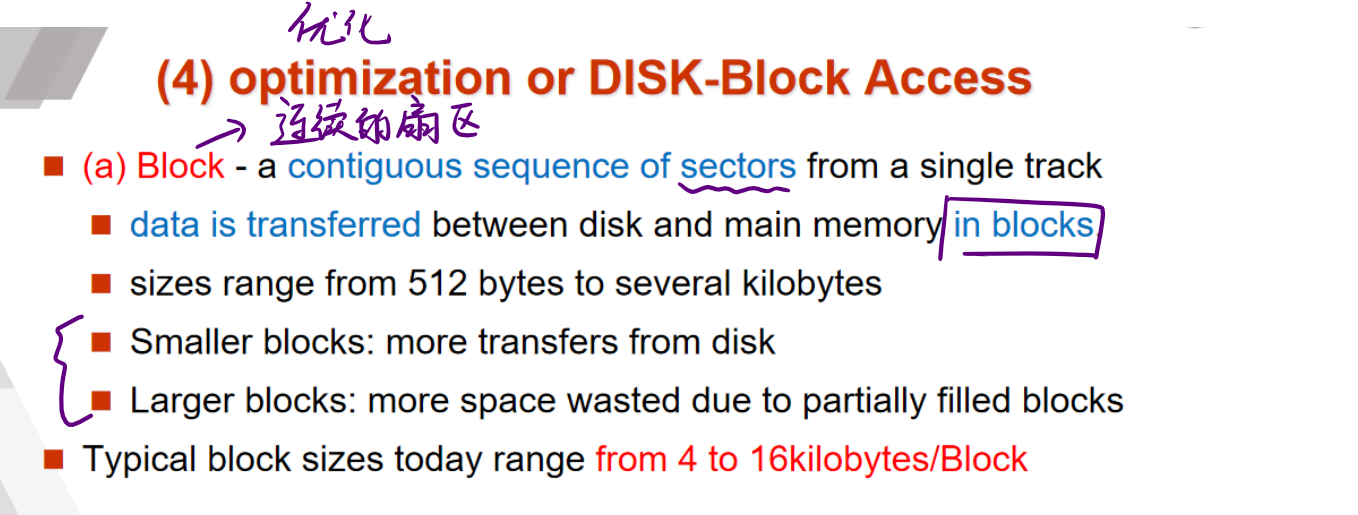 优化
(4) optimization or DISK-Block Access
→ 连续的扇区
■ (a) Block - a contiguous sequence of sectors from a single track
■ data is transferred between disk and main memory in blocks.
■ sizes range from 512 bytes to several kilobytes
■ Smaller blocks: more transfers from disk
■ Larger blocks: more space wasted due to partially filled blocks
■ Typical block sizes today range from 4 to 16kilobytes/Block